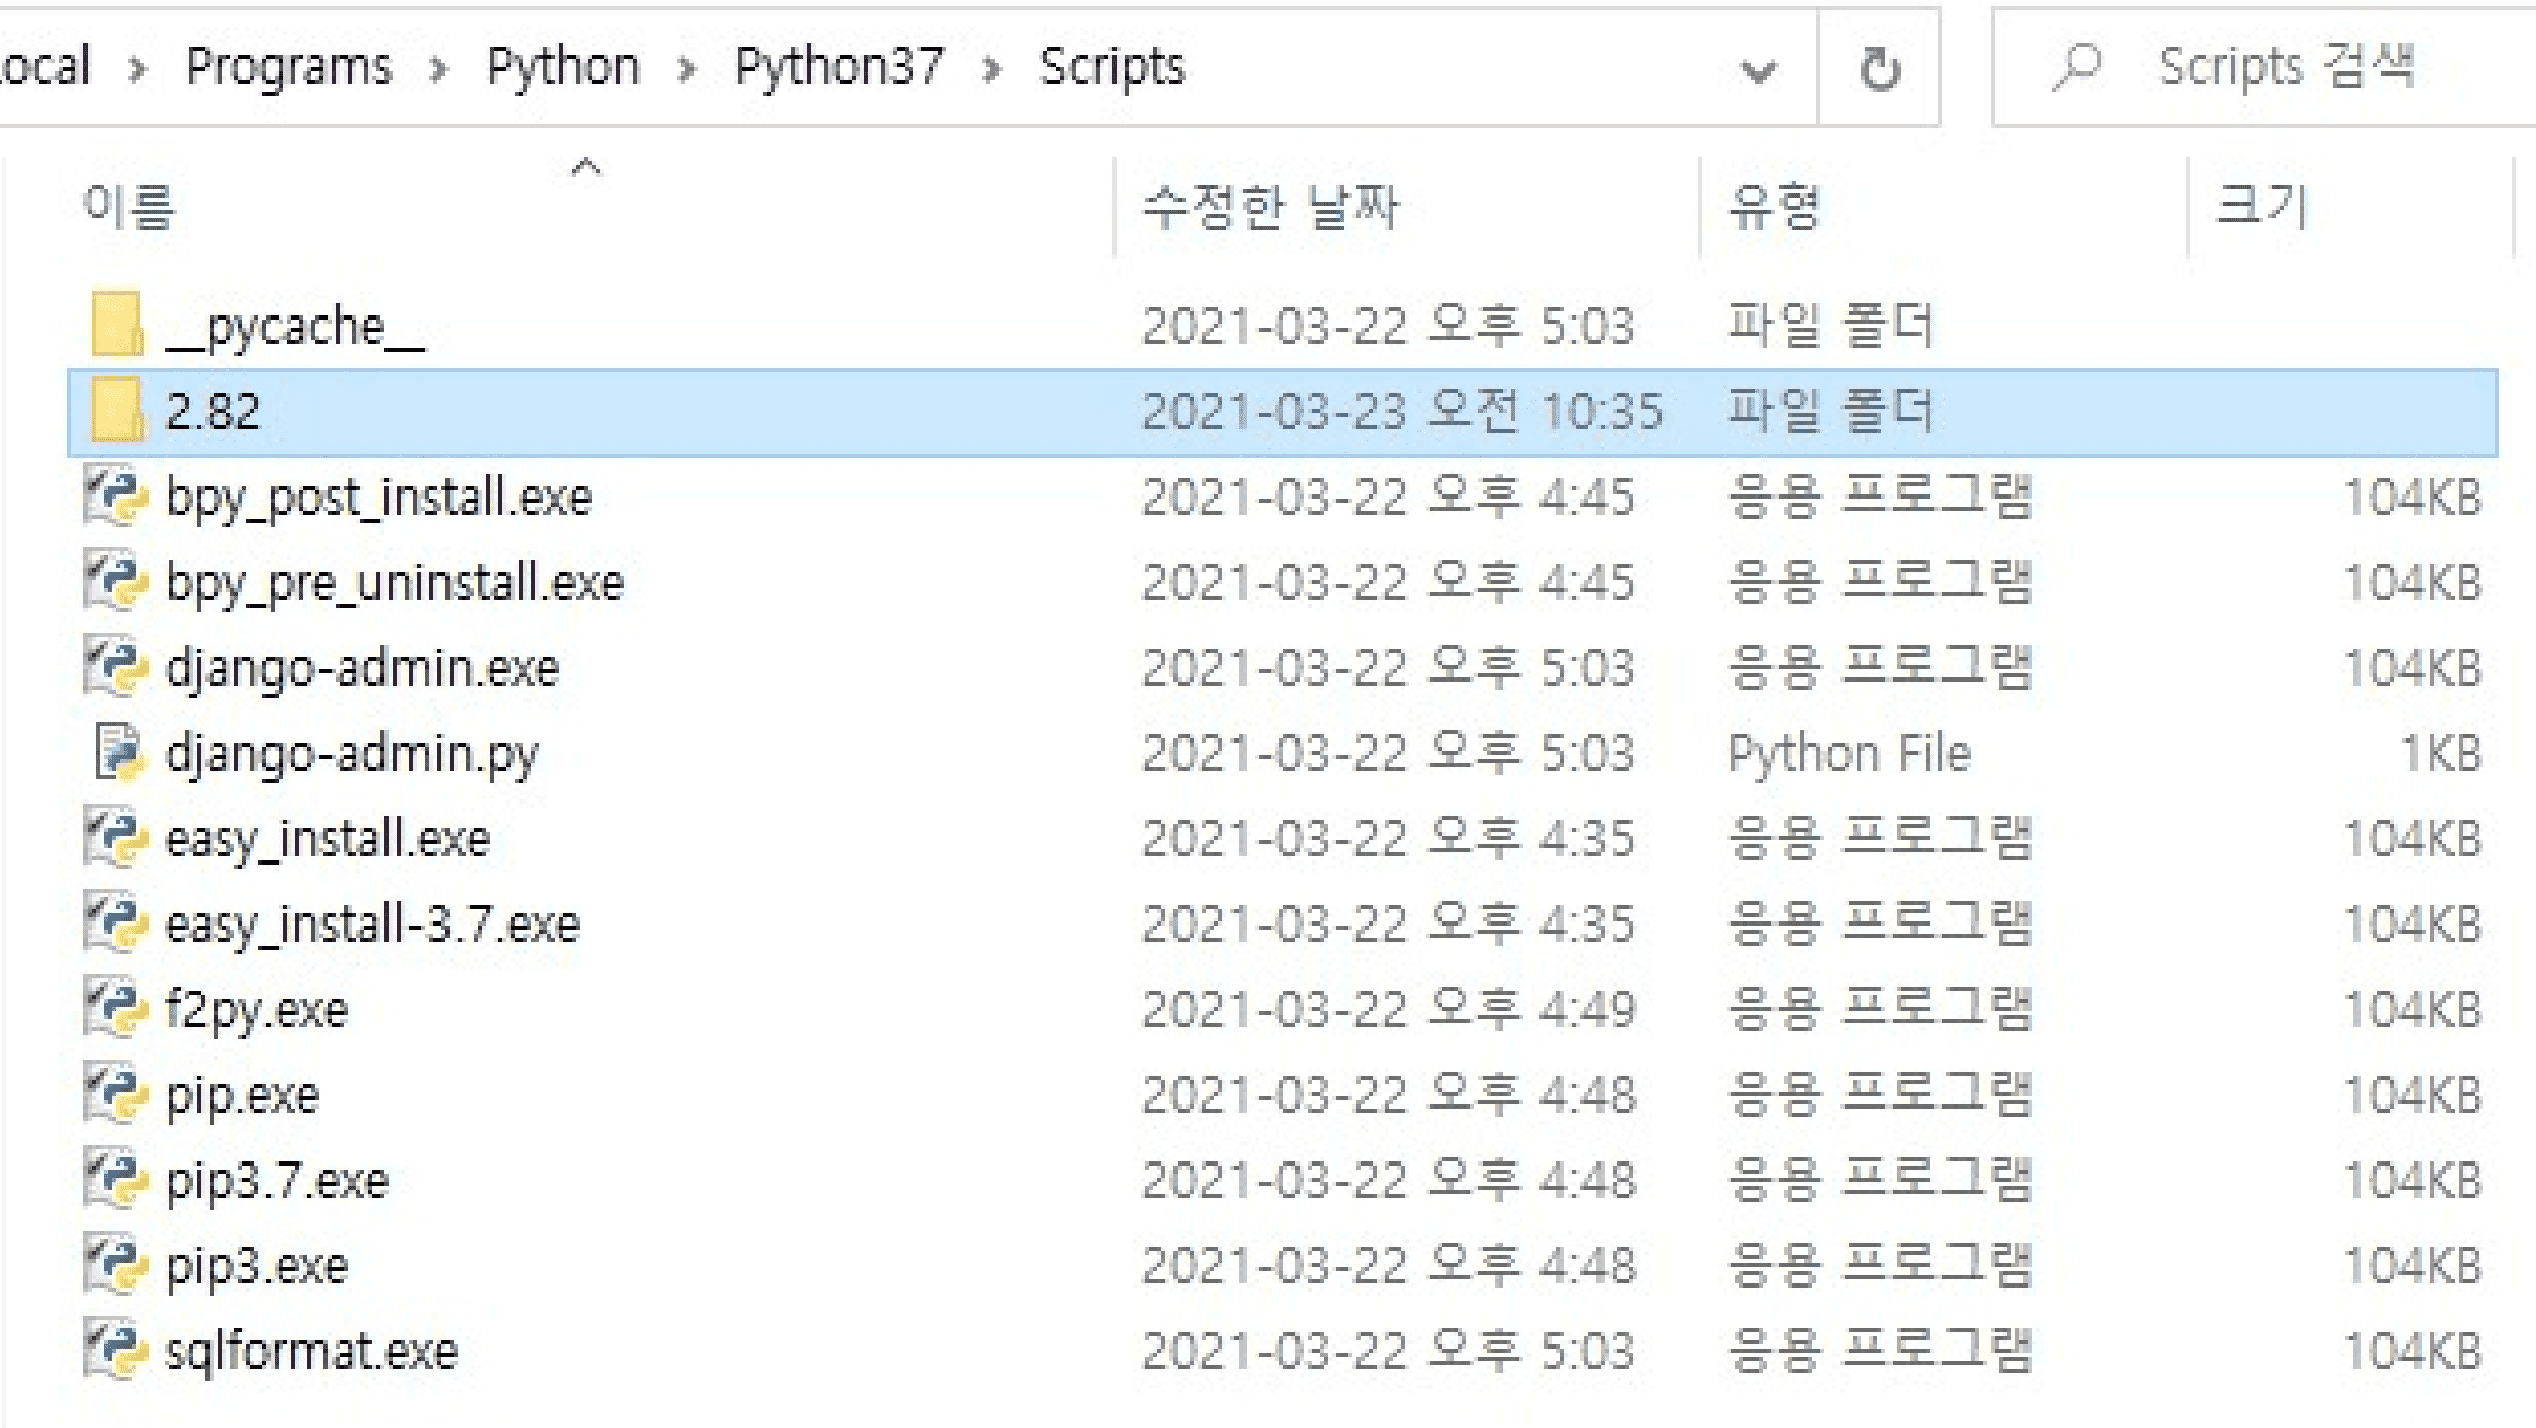 ocal > Programs > Python > Python37 > Scripts Scripts 검색
이름 수정한 날짜 유형 크기
__pycache__ 2021-03-22 오후 5:03 파일 폴더
2.82 2021-03-23 오전 10:35 파일 폴더
bpy_post_install.exe 2021-03-22 오후 4:45 응용 프로그램 104KB
bpy_pre_uninstall.exe 2021-03-22 오후 4:45 응용 프로그램 104KB
django-admin.exe 2021-03-22 오후 5:03 응용 프로그램 104KB
django-admin.py 2021-03-22 오후 5:03 Python File 1KB
easy_install.exe 2021-03-22 오후 4:35 응용 프로그램 104KB
easy_install-3.7.exe 2021-03-22 오후 4:35 응용 프로그램 104KB
f2py.exe 2021-03-22 오후 4:49 응용 프로그램 104KB
pip.exe 2021-03-22 오후 4:48 응용 프로그램 104KB
pip3.7.exe 2021-03-22 오후 4:48 응용 프로그램 104KB
pip3.exe 2021-03-22 오후 4:48 응용 프로그램 104KB
sqlformat.exe 2021-03-22 오후 5:03 응용 프로그램 104KB